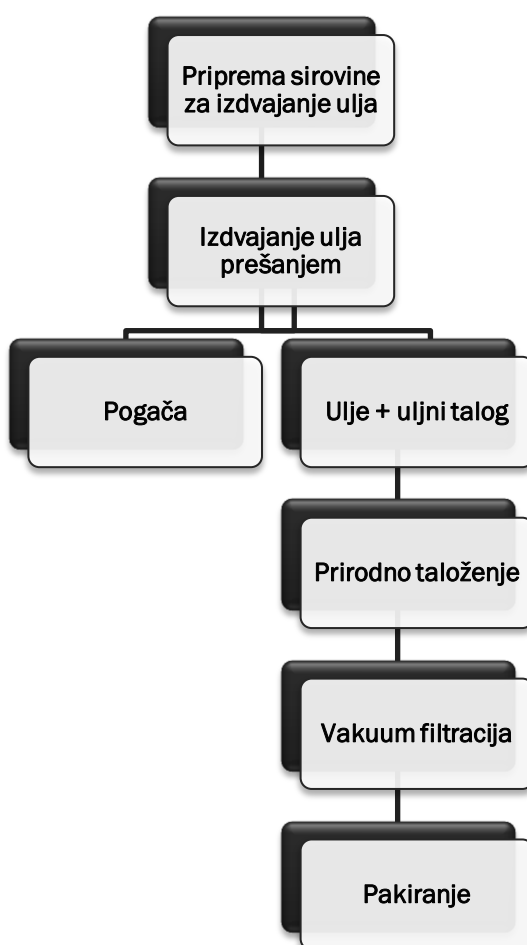 Priprema sirovine
za izdvajanje ulja
Izdvajanje ulja
prešanjem
Pogača
Ulje + uljni talog
Prirodno taloženje
Vakuum filtracija
Pakiranje